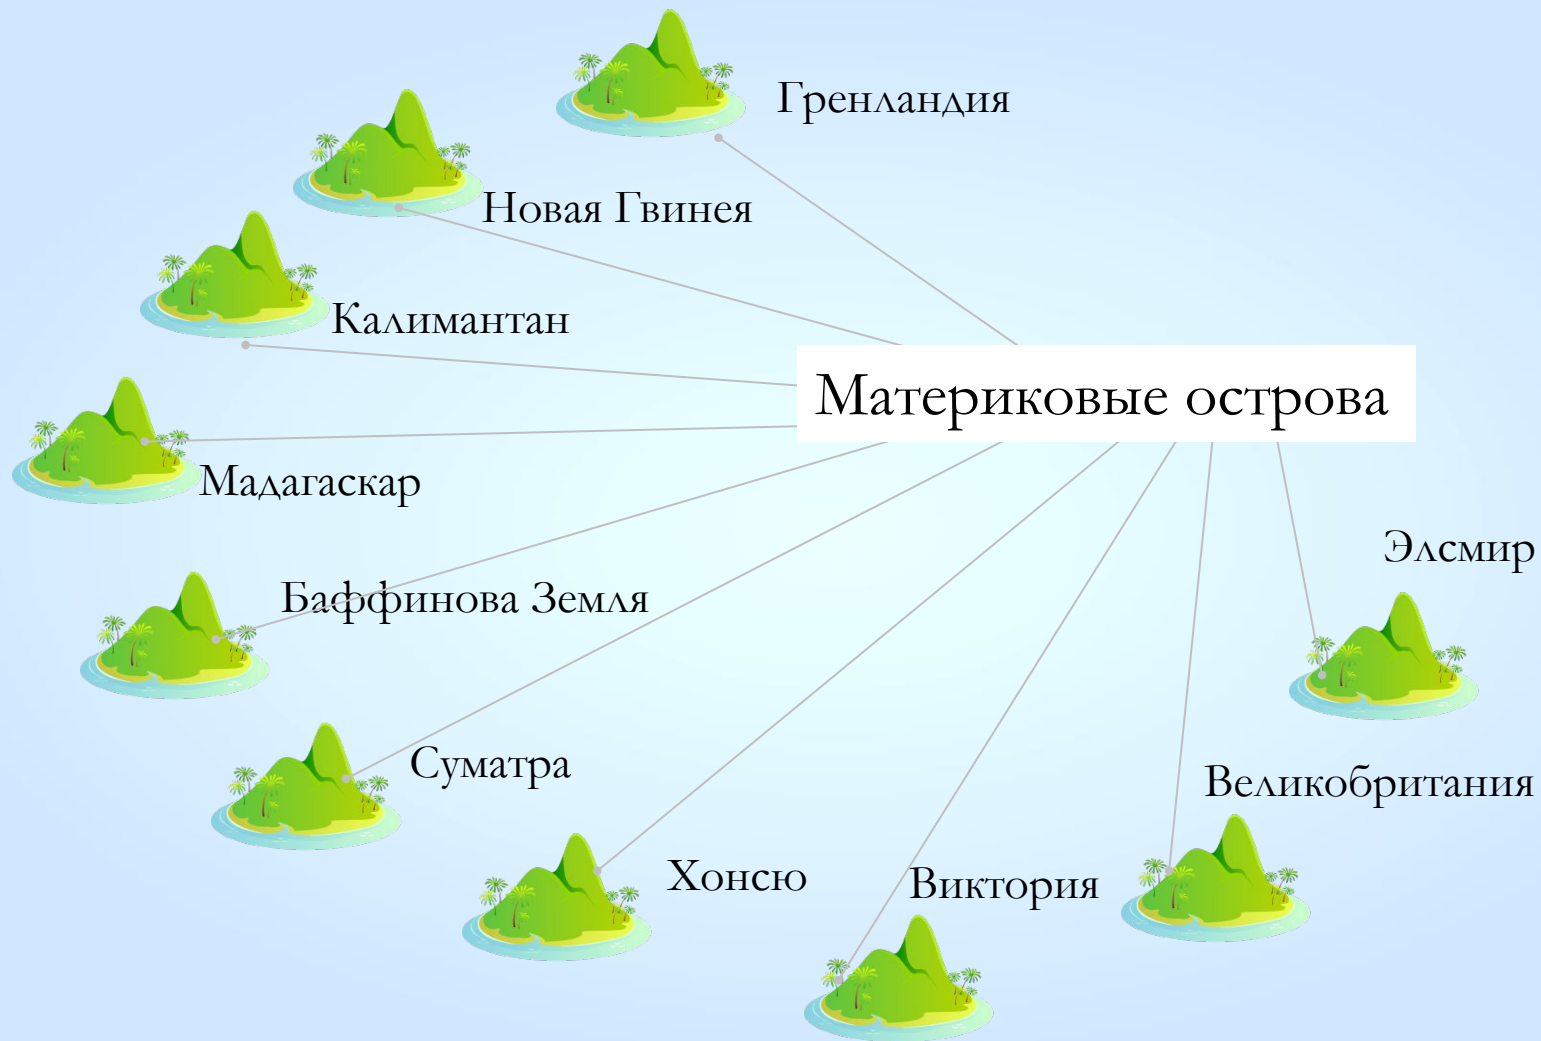 Гренландия
Новая Гвинея
Калимантан
Материковые острова
Мадагаскар
Элсмир
Баффинова Земля
Суматра
Великобритания
Хонсю
Виктория